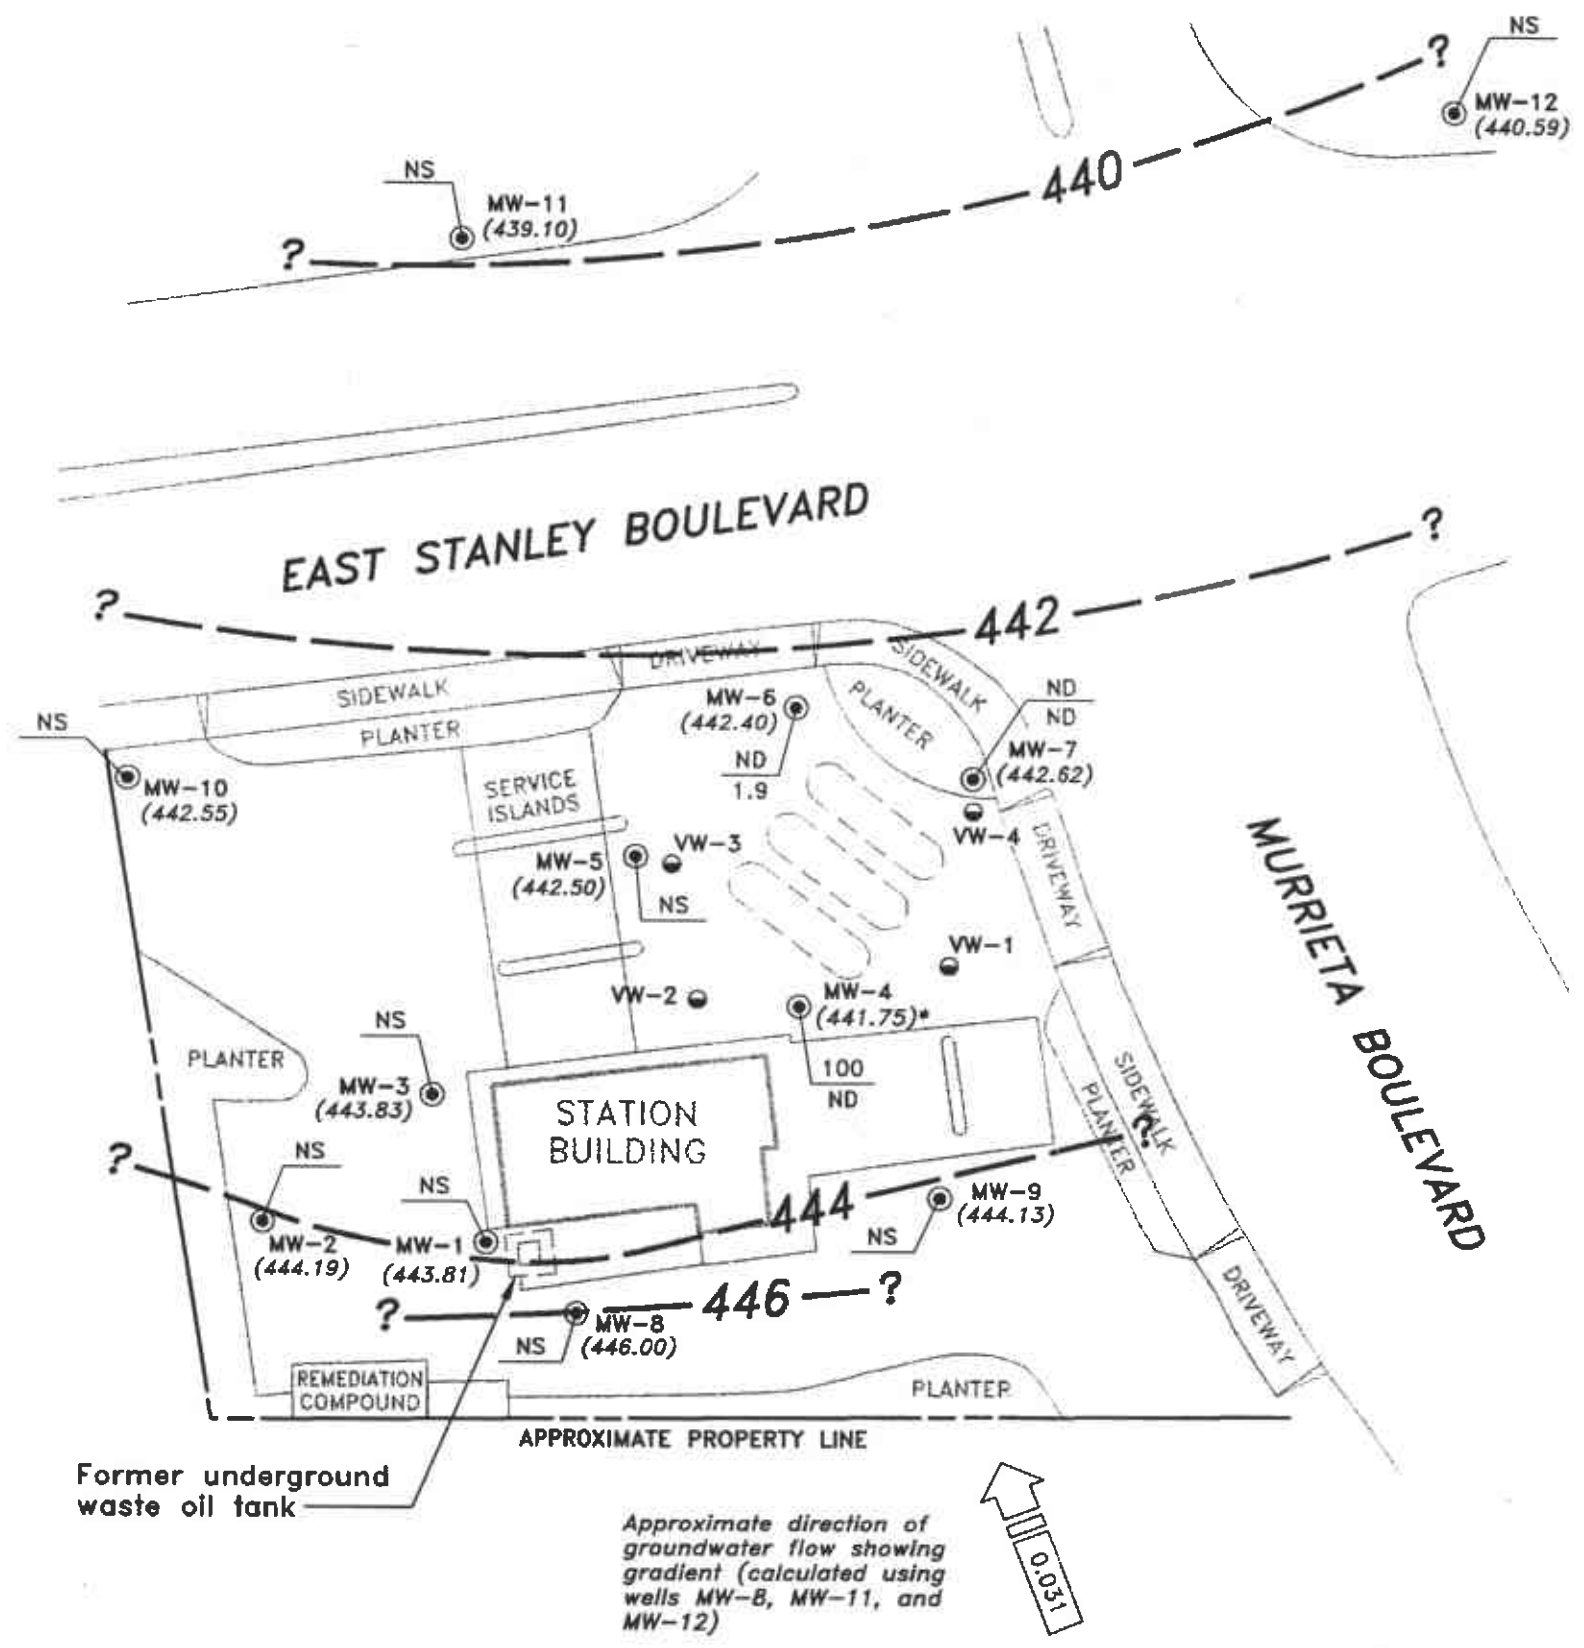 NS
?
MW-12
(440.59)
440
NS
MW-11
(439.10)
?
EAST STANLEY BOULEVARD
?
?
442
DRIVEWAY
SIDEWALK
SIDEWALK
PLANTER
PLANTER
NS
MW-10
(442.55)
MW-6
(442.40)
ND
1.9
ND
ND
MW-7
(442.62)
VW-4
SERVICE
ISLANDS
MW-5
(442.50)
VW-3
NS
DRIVEWAY
MURRIETA BOULEVARD
VW-1
VW-2
MW-4
(441.75)*
100
ND
NS
PLANTER
MW-3
(443.83)
STATION
BUILDING
SIDEWALK
PLANTER
?
?
NS
MW-2
(444.19)
NS
MW-1
(443.81)
444
MW-9
(444.13)
NS
?
446
?
MW-8
(446.00)
NS
DRIVEWAY
REMEDIATION
COMPOUND
PLANTER
APPROXIMATE PROPERTY LINE
Former underground
waste oil tank
Approximate direction of
groundwater flow showing
gradient (calculated using
wells MW-8, MW-11, and
MW-12)
0.031